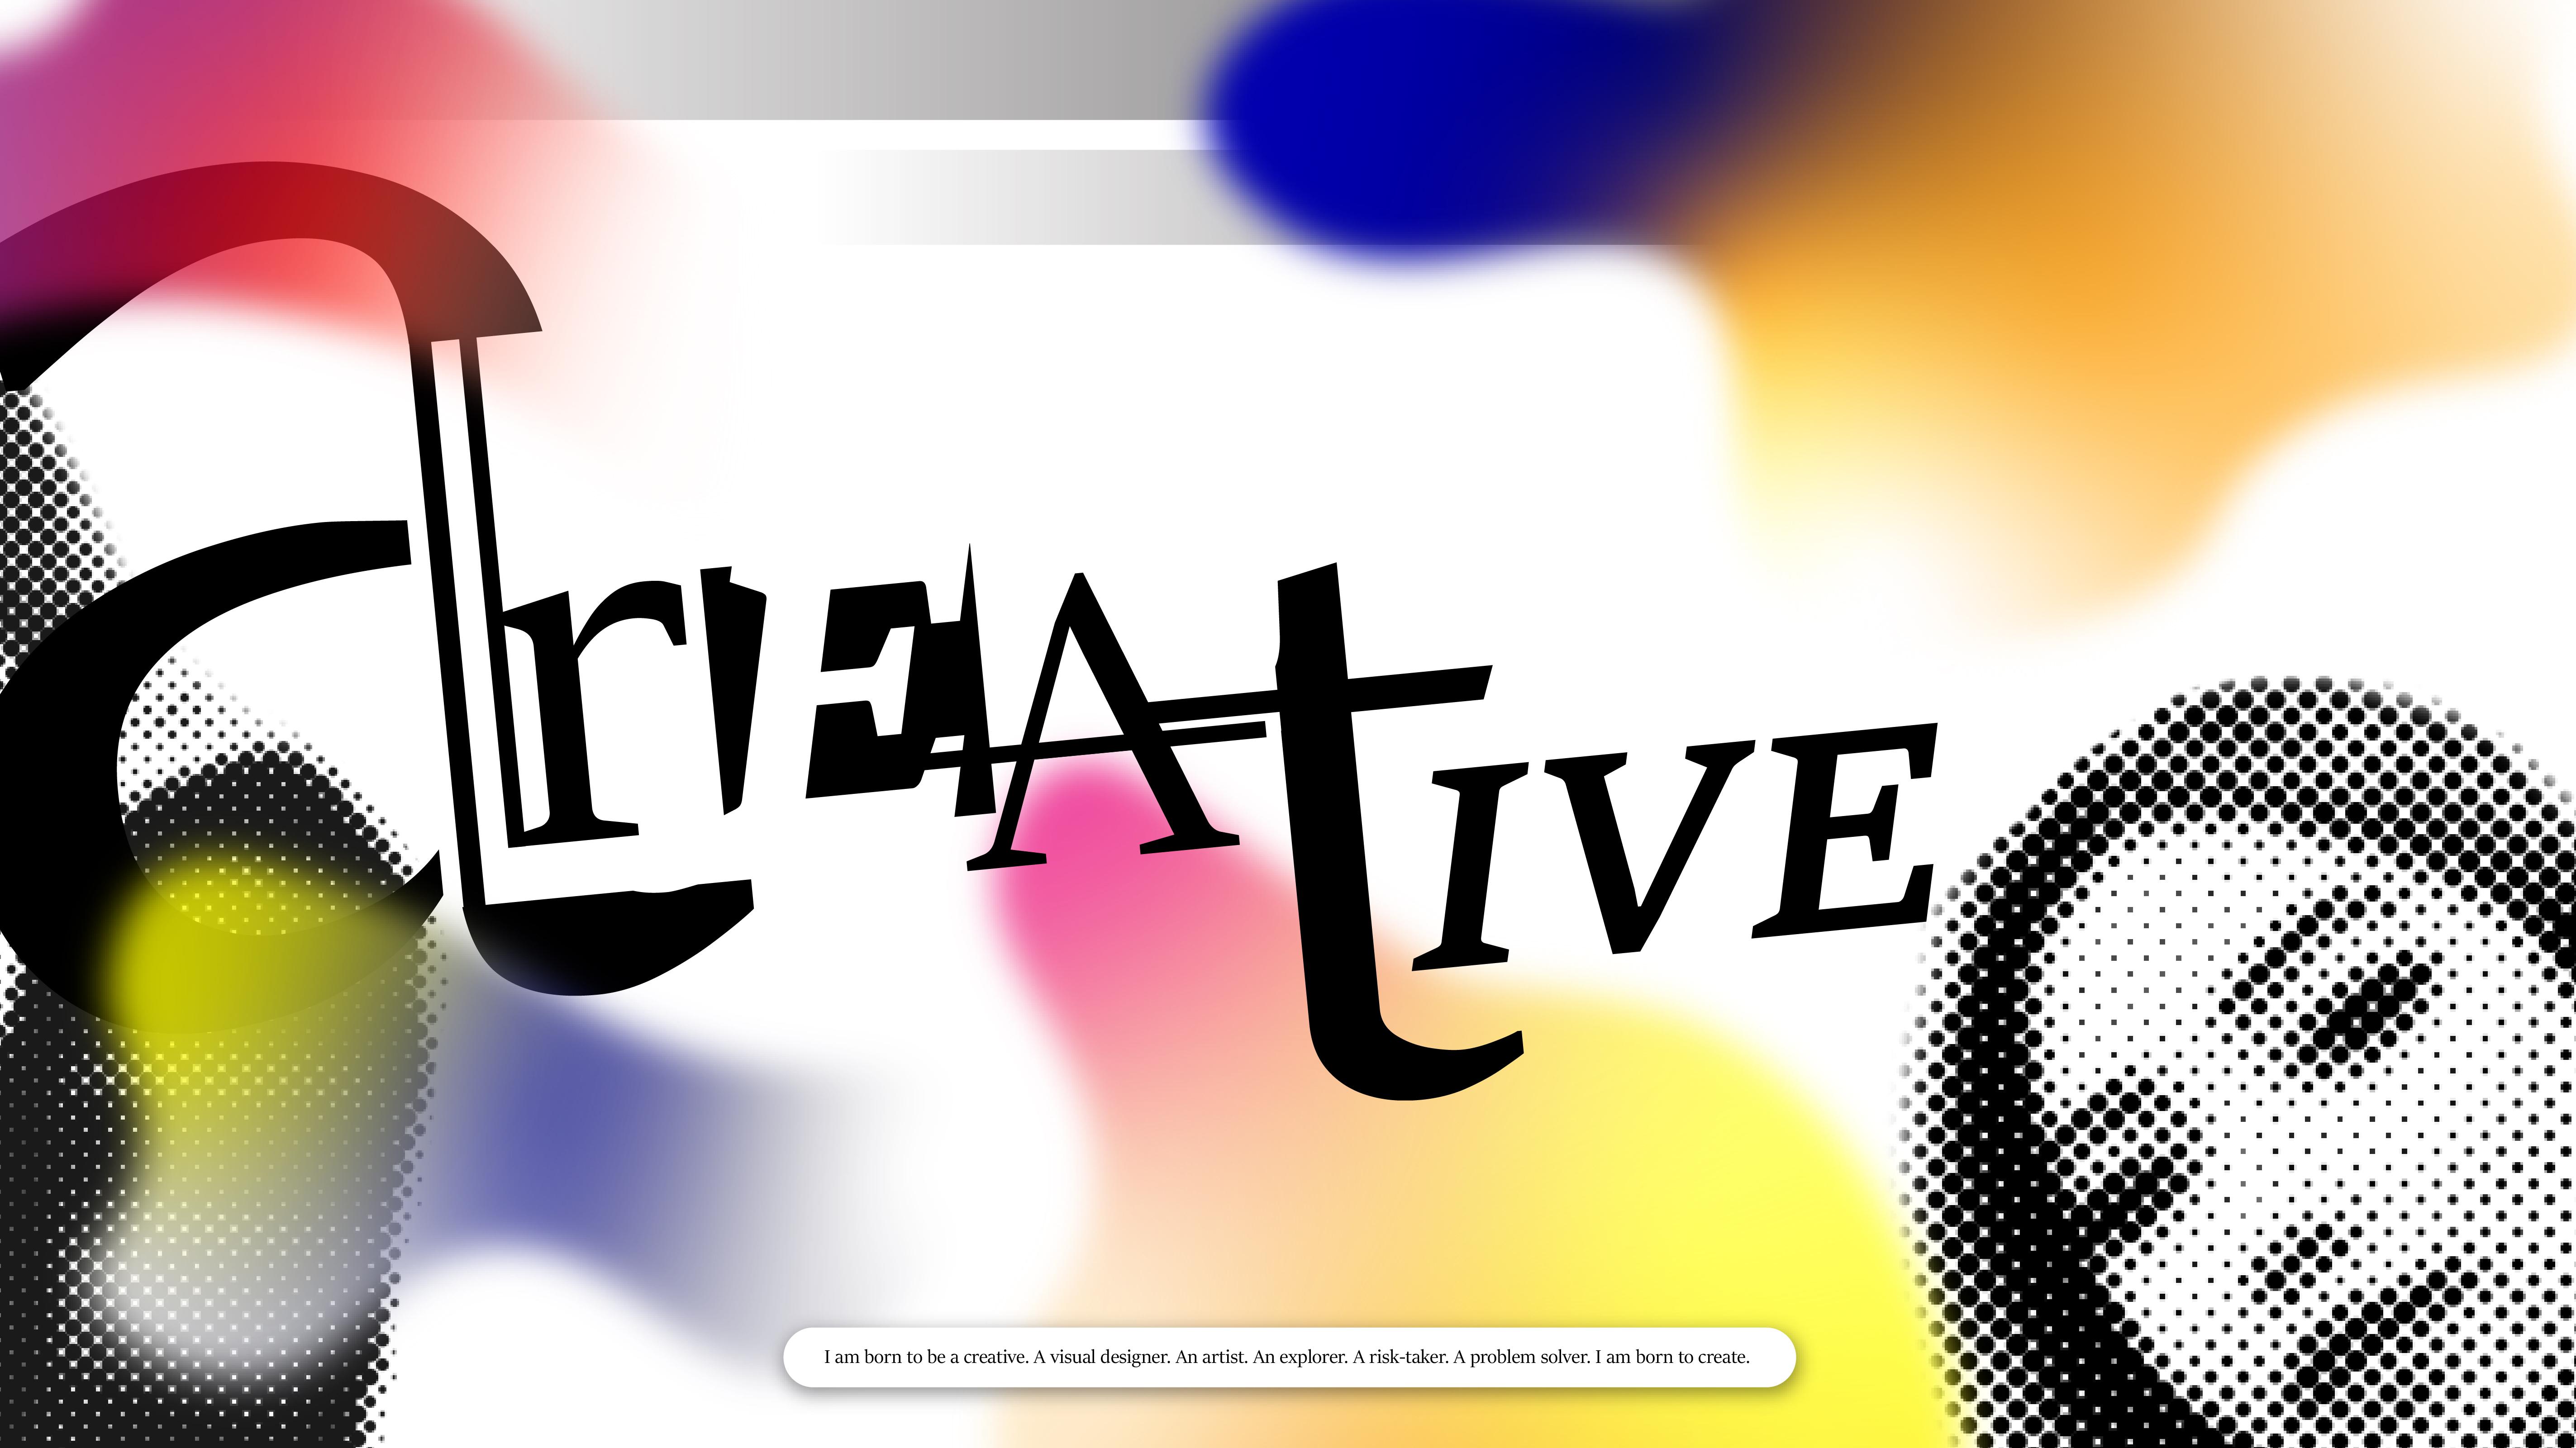 CrEAtIVE
I am born to be a creative. A visual designer. An artist. An explorer. A risk-taker. A problem solver. I am born to create.